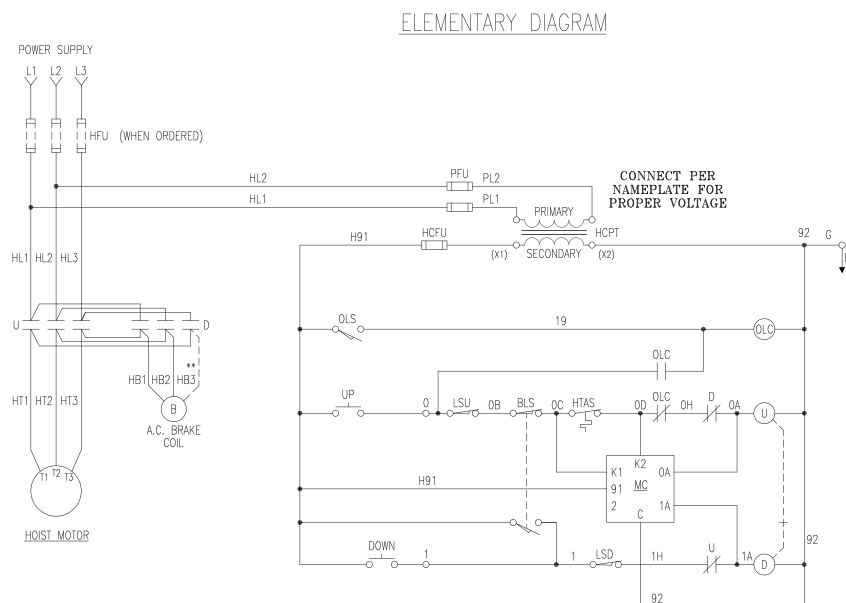 ELEMENTARY DIAGRAM
POWER SUPPLY
L1 L2 L3
HFU (WHEN ORDERED)
HL2 PFU PL2
HL1 PL1
CONNECT PER
NAMEPLATE FOR
PROPER VOLTAGE
PRIMARY
H91 HCFU HCPT 92 G
(X1) SECONDARY (X2)
HL1 HL2 HL3
U D
OLS 19 OLC
OLC
**
HB1 HB2 HB3
HT1 HT2 HT3
B
A.C. BRAKE
COIL
UP 0 LSU 0B BLS 0C HTAS 0D OLC 0H D 0A U
T1 T2 T3
HOIST MOTOR
K1 K2 0A
H91 91 MC
2 1A
C
DOWN 1 1 LSD 1H U 1A D 92
92